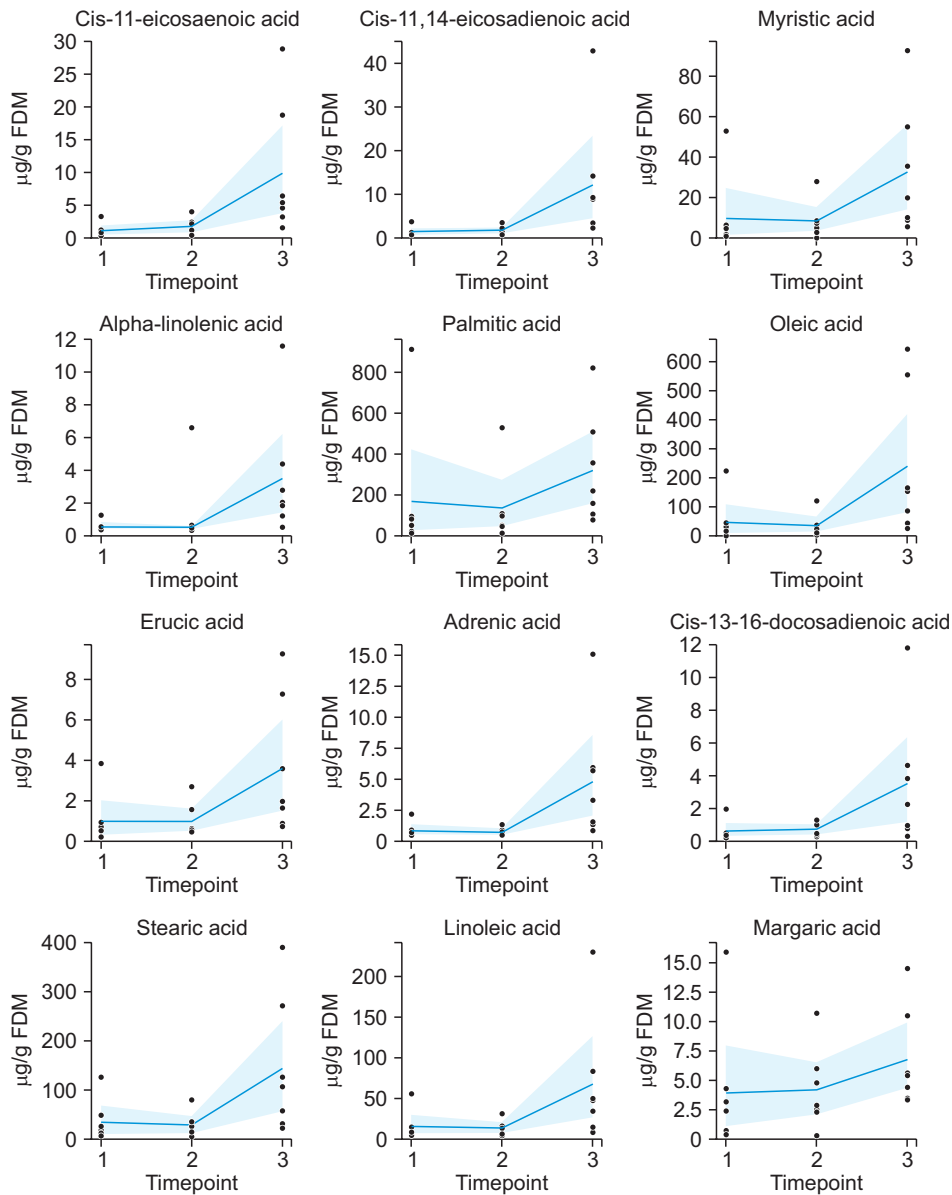 Cis-11-eicosaenoic acid
μg/g FDM
30
25
20
15
10
5
0
1 2 3
Timepoint
Cis-11,14-eicosadienoic acid
μg/g FDM
40
30
20
10
0
1 2 3
Timepoint
Myristic acid
μg/g FDM
80
60
40
20
0
1 2 3
Timepoint
Alpha-linolenic acid
μg/g FDM
12
10
8
6
4
2
0
1 2 3
Timepoint
Palmitic acid
μg/g FDM
800
600
400
200
0
1 2 3
Timepoint
Oleic acid
μg/g FDM
600
500
400
300
200
100
0
1 2 3
Timepoint
Erucic acid
μg/g FDM
8
6
4
2
0
1 2 3
Timepoint
Adrenic acid
μg/g FDM
15.0
12.5
10.0
7.5
5.0
2.5
0
1 2 3
Timepoint
Cis-13-16-docosadienoic acid
μg/g FDM
12
10
8
6
4
2
0
1 2 3
Timepoint
Stearic acid
μg/g FDM
400
300
200
100
0
1 2 3
Timepoint
Linoleic acid
μg/g FDM
200
150
100
50
0
1 2 3
Timepoint
Margaric acid
μg/g FDM
15.0
12.5
10.0
7.5
5.0
2.5
0
1 2 3
Timepoint